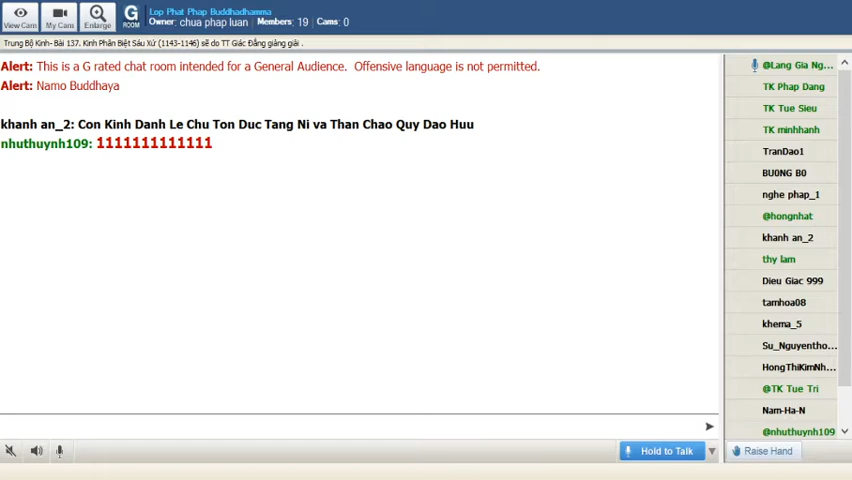 View Cam
My Cams
Enlarge
G
ROOM
Lop Phat Phap Buddhadhamma
Owner: chua phap luan Members: 19 Cams: 0
Trung Bộ Kinh- Bài 137. Kinh Phân Biệt Sáu Xứ (1143-1146) sẽ do TT Giác Đẳng giảng giải .
Alert: This is a G rated chat room intended for a General Audience. Offensive language is not permitted.
Alert: Namo Buddhaya
khanh an_2: Con Kinh Danh Le Chu Ton Duc Tang Ni va Than Chao Quy Dao Huu
nhuthuynh109: 1111111111111
@Lang Gia Ng...
TK Phap Dang
TK Tue Sieu
TK minhhanh
TranDao1
BU0NG B0
nghe phap_1
@hongnhat
khanh an_2
thy lam
Dieu Giac 999
tamhoa08
khema_5
Su_Nguyentho...
HongThiKimNh...
@TK Tue Tri
Nam-Ha-N
@nhuthuynh109
Hold to Talk
Raise Hand